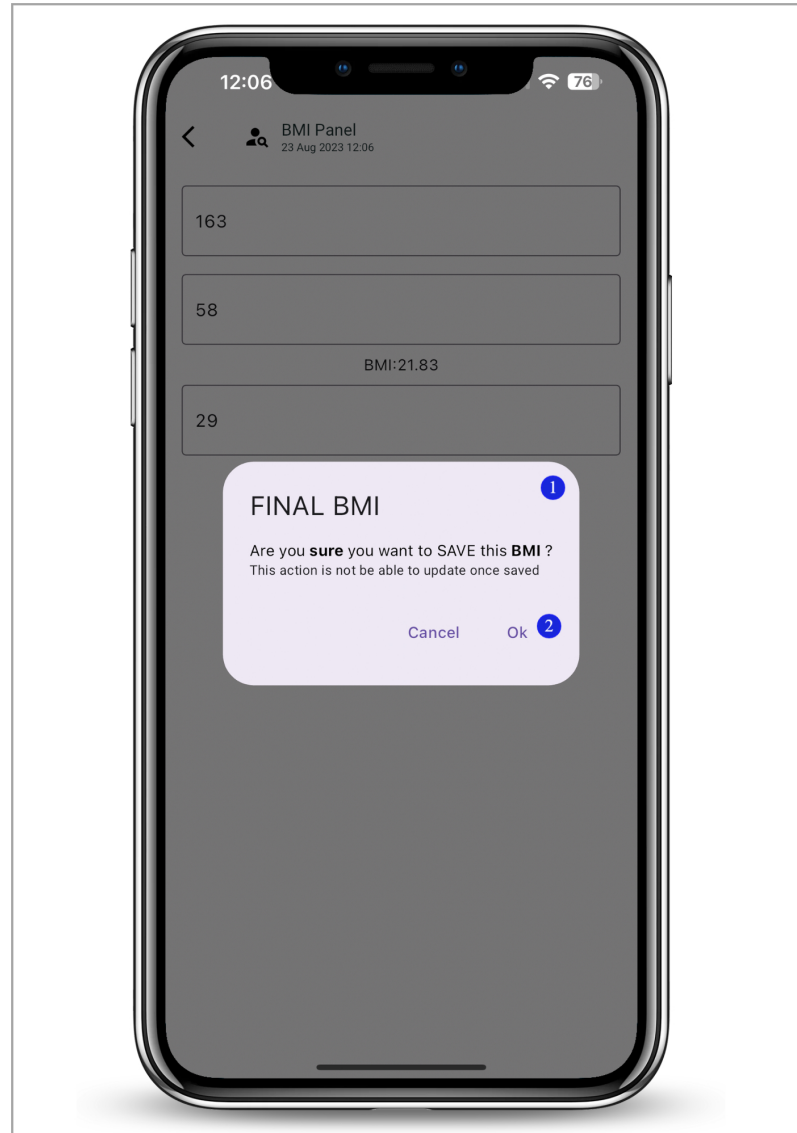 12:06
76
BMI Panel
23 Aug 2023 12:06
163
58
BMI:21.83
29
1
FINAL BMI
Are you sure you want to SAVE this BMI ?
This action is not be able to update once saved
Cancel Ok 2